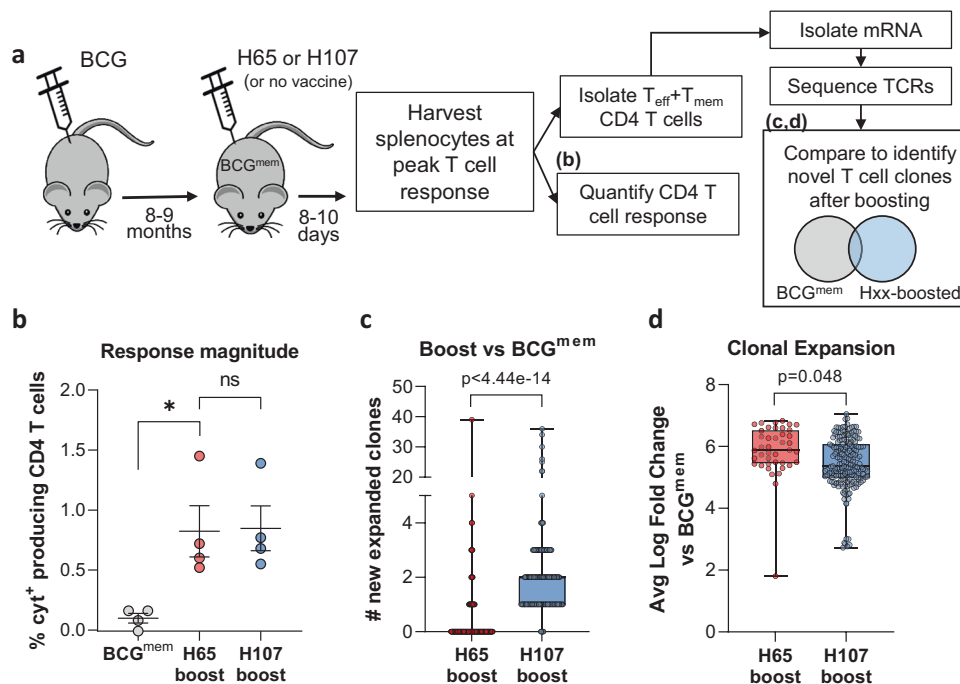 a
BCG
H65 or H107
(or no vaccine)
BCGmem
8-9
months
8-10
days
Harvest
splenocytes at
peak T cell
response
Isolate Teff+Tmem
CD4 T cells
(b)
Quantify CD4 T
cell response
Isolate mRNA
Sequence TCRs
(c,d)
Compare to identify
novel T cell clones
after boosting
BCGmem
Hxx-boosted
b
Response magnitude
% cyt+ producing CD4 T cells
2.0
1.5
1.0
0.5
0.0
*
ns
BCGmem
H65
boost
H107
boost
c
Boost vs BCGmem
p<4.44e-14
# new expanded clones
50
40
30
20
4
2
0
H65
boost
H107
boost
d
Clonal Expansion
p=0.048
Avg Log Fold Change
vs BCGmem
8
6
4
2
0
H65
boost
H107
boost